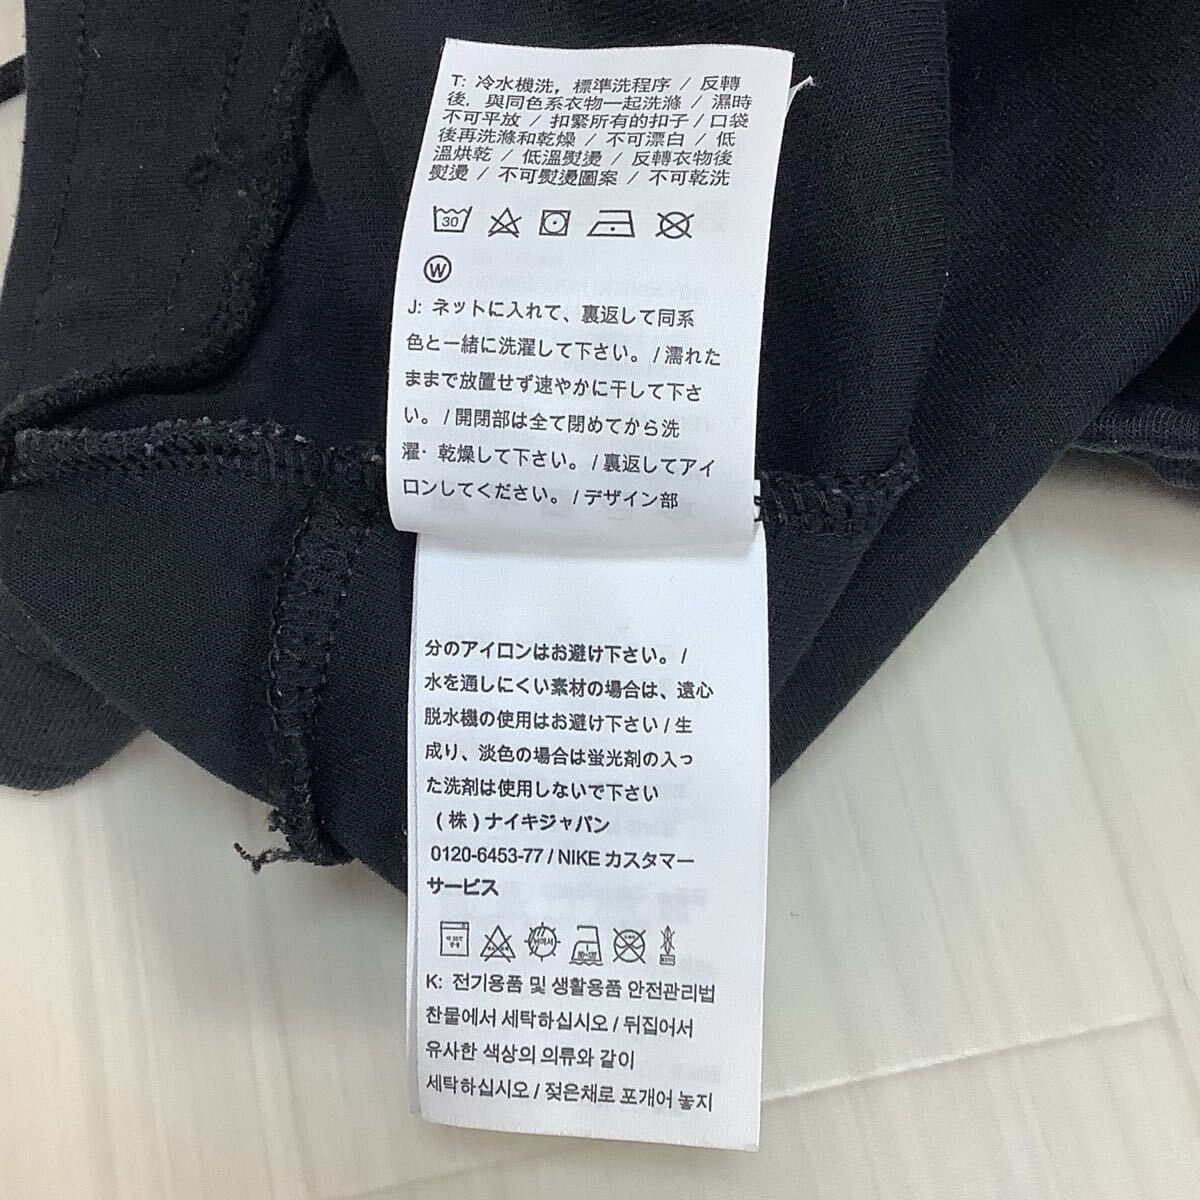 T: 冷水機洗，標準洗程序 / 反轉
後，與同色系衣物一起洗滌 / 濕時
不可平放 / 扣緊所有的扣子 / 口袋
後再洗滌和乾燥 / 不可漂白 / 低
溫烘乾 / 低溫熨燙 / 反轉衣物後
熨燙 / 不可熨燙圖案 / 不可乾洗
30
W
J: ネットに入れて、裏返して同系
色と一緒に洗濯して下さい。/ 濡れた
ままで放置せず速やかに干して下さ
い。/ 開閉部は全て閉めてから洗
濯・乾燥して下さい。/ 裏返してアイ
ロンしてください。/ デザイン部
分のアイロンはお避け下さい。/
水を通しにくい素材の場合は、遠心
脱水機の使用はお避け下さい / 生
成り、淡色の場合は蛍光剤の入っ
た洗剤は使用しないで下さい
(株) ナイキジャパン
0120-6453-77 / NIKE カスタマー
サービス
K: 전기용품 및 생활용품 안전관리법
찬물에서 세탁하십시오 / 뒤집어서
유사한 색상의 의류와 같이
세탁하십시오 / 젖은채로 포개어 놓지